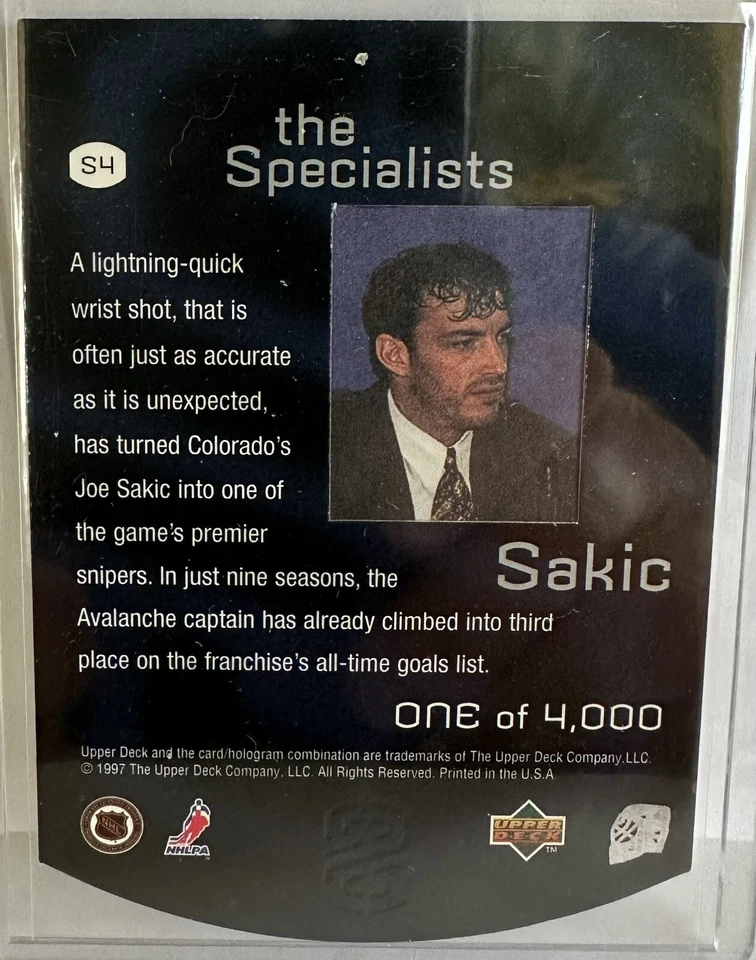 the
Specialists
S4
A lightning-quick
wrist shot, that is
often just as accurate
as it is unexpected,
has turned Colorado's
Joe Sakic into one of
the game's premier
snipers. In just nine seasons, the
Avalanche captain has already climbed into third
place on the franchise's all-time goals list.
Sakic
ONE of 4,000
Upper Deck and the card/hologram combination are trademarks of The Upper Deck Company, LLC.
© 1997 The Upper Deck Company, LLC. All Rights Reserved. Printed in the U.S.A
NHL
NHLPA
UPPER
DECK
TM